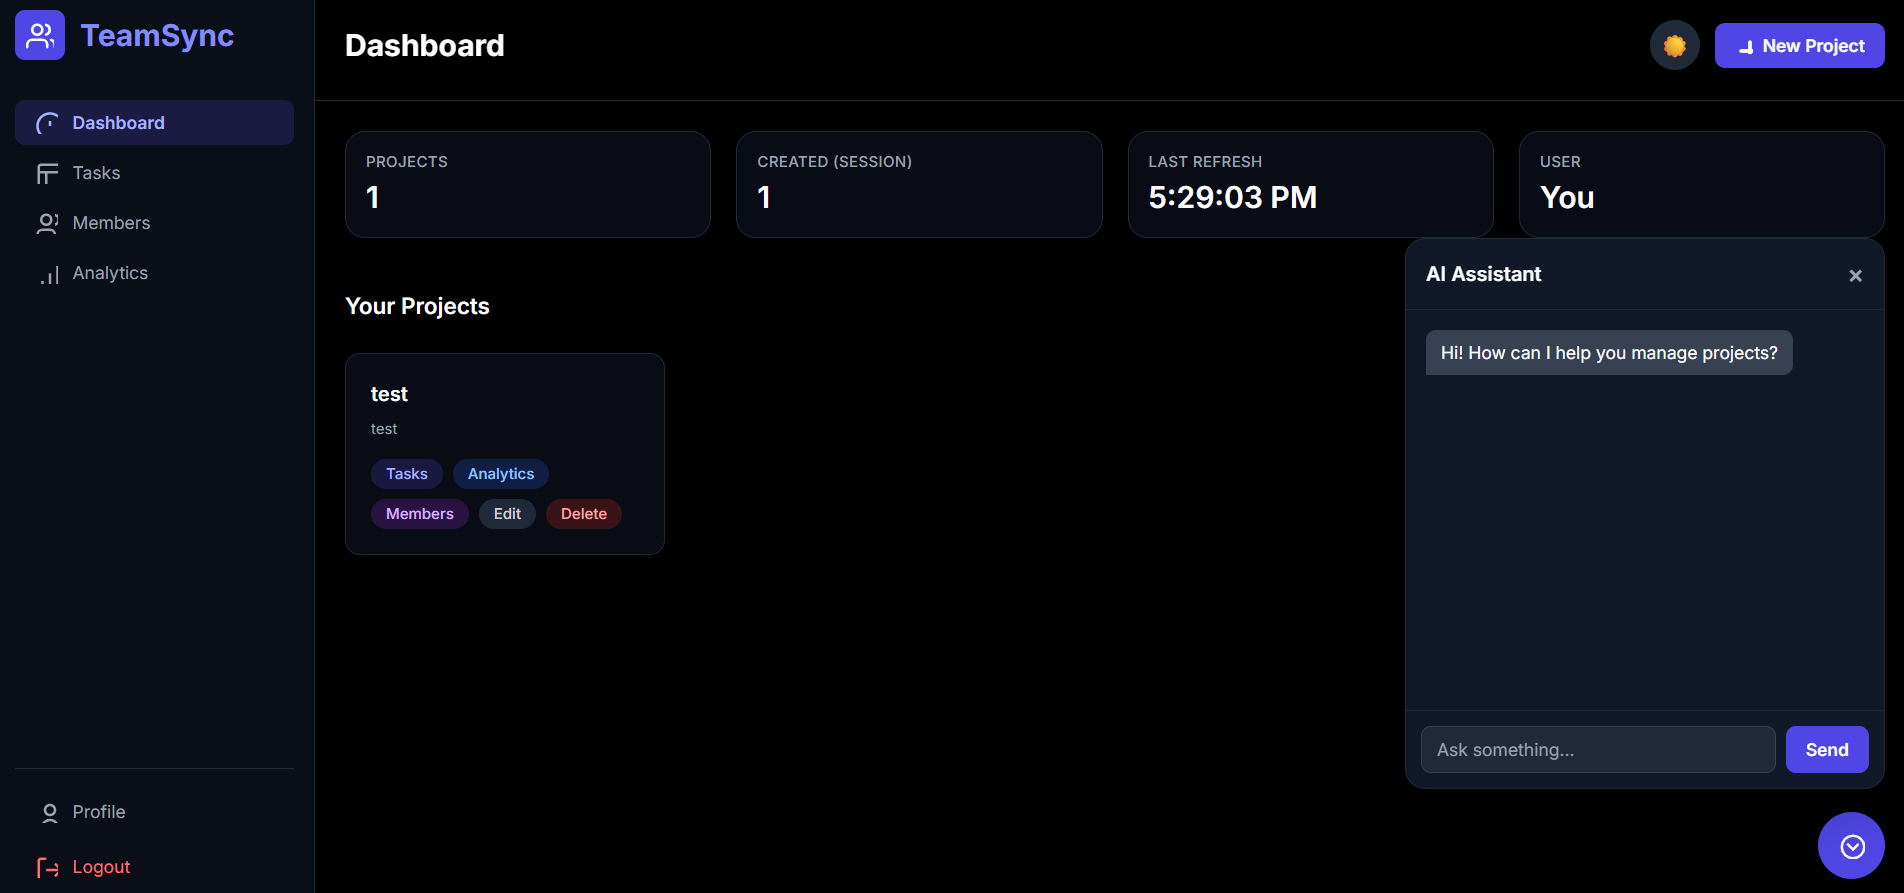 TeamSync
Dashboard
Tasks
Members
Analytics
Profile
Logout
Dashboard
New Project
PROJECTS
1
CREATED (SESSION)
1
LAST REFRESH
5:29:03 PM
USER
You
Your Projects
test
test
Tasks Analytics
Members Edit Delete
AI Assistant
Hi! How can I help you manage projects?
Ask something...
Send